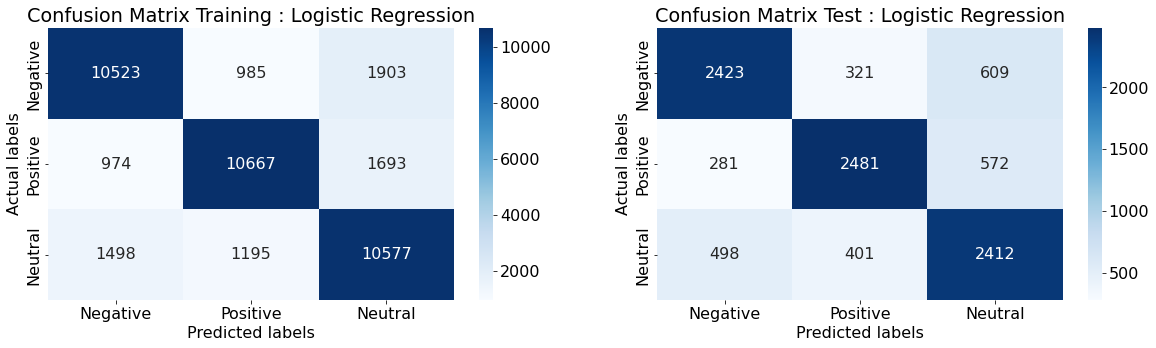 Confusion Matrix Training : Logistic Regression
Actual labels
Negative
Positive
Neutral
10523 985 1903
974 10667 1693
1498 1195 10577
Negative Positive Neutral
Predicted labels
10000
8000
6000
4000
2000
Confusion Matrix Test : Logistic Regression
Actual labels
Negative
Positive
Neutral
2423 321 609
281 2481 572
498 401 2412
Negative Positive Neutral
Predicted labels
2000
1500
1000
500